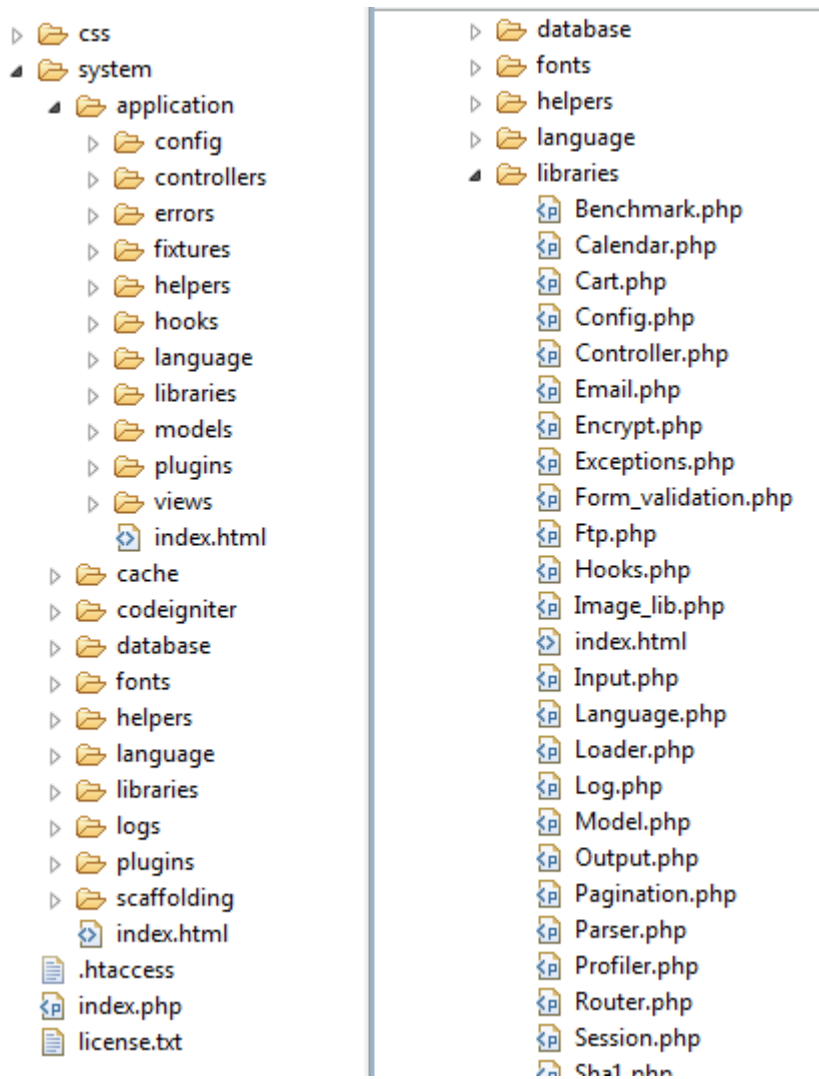 css
system
application
config
controllers
errors
fixtures
helpers
hooks
language
libraries
models
plugins
views
index.html
cache
codeigniter
database
fonts
helpers
language
libraries
logs
plugins
scaffolding
index.html
.htaccess
index.php
license.txt
database
fonts
helpers
language
libraries
Benchmark.php
Calendar.php
Cart.php
Config.php
Controller.php
Email.php
Encrypt.php
Exceptions.php
Form_validation.php
Ftp.php
Hooks.php
Image_lib.php
index.html
Input.php
Language.php
Loader.php
Log.php
Model.php
Output.php
Pagination.php
Parser.php
Profiler.php
Router.php
Session.php
Sha1.php